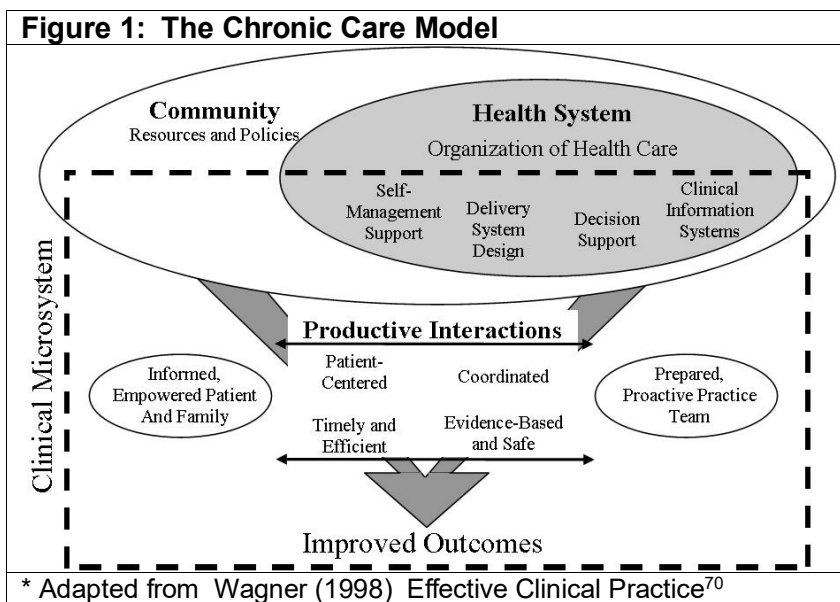 Figure 1:  The Chronic Care Model
Community
Resources and Policies
Health System
Organization of Health Care
Self-
Management
Support
Delivery
System
Design
Decision
Support
Clinical
Information
Systems
Clinical Microsystem
Productive Interactions
Informed,
Empowered Patient
And Family
Patient-
Centered
Coordinated
Timely and
Efficient
Evidence-Based
and Safe
Prepared,
Proactive Practice
Team
Improved Outcomes
* Adapted from  Wagner (1998)  Effective Clinical Practice70